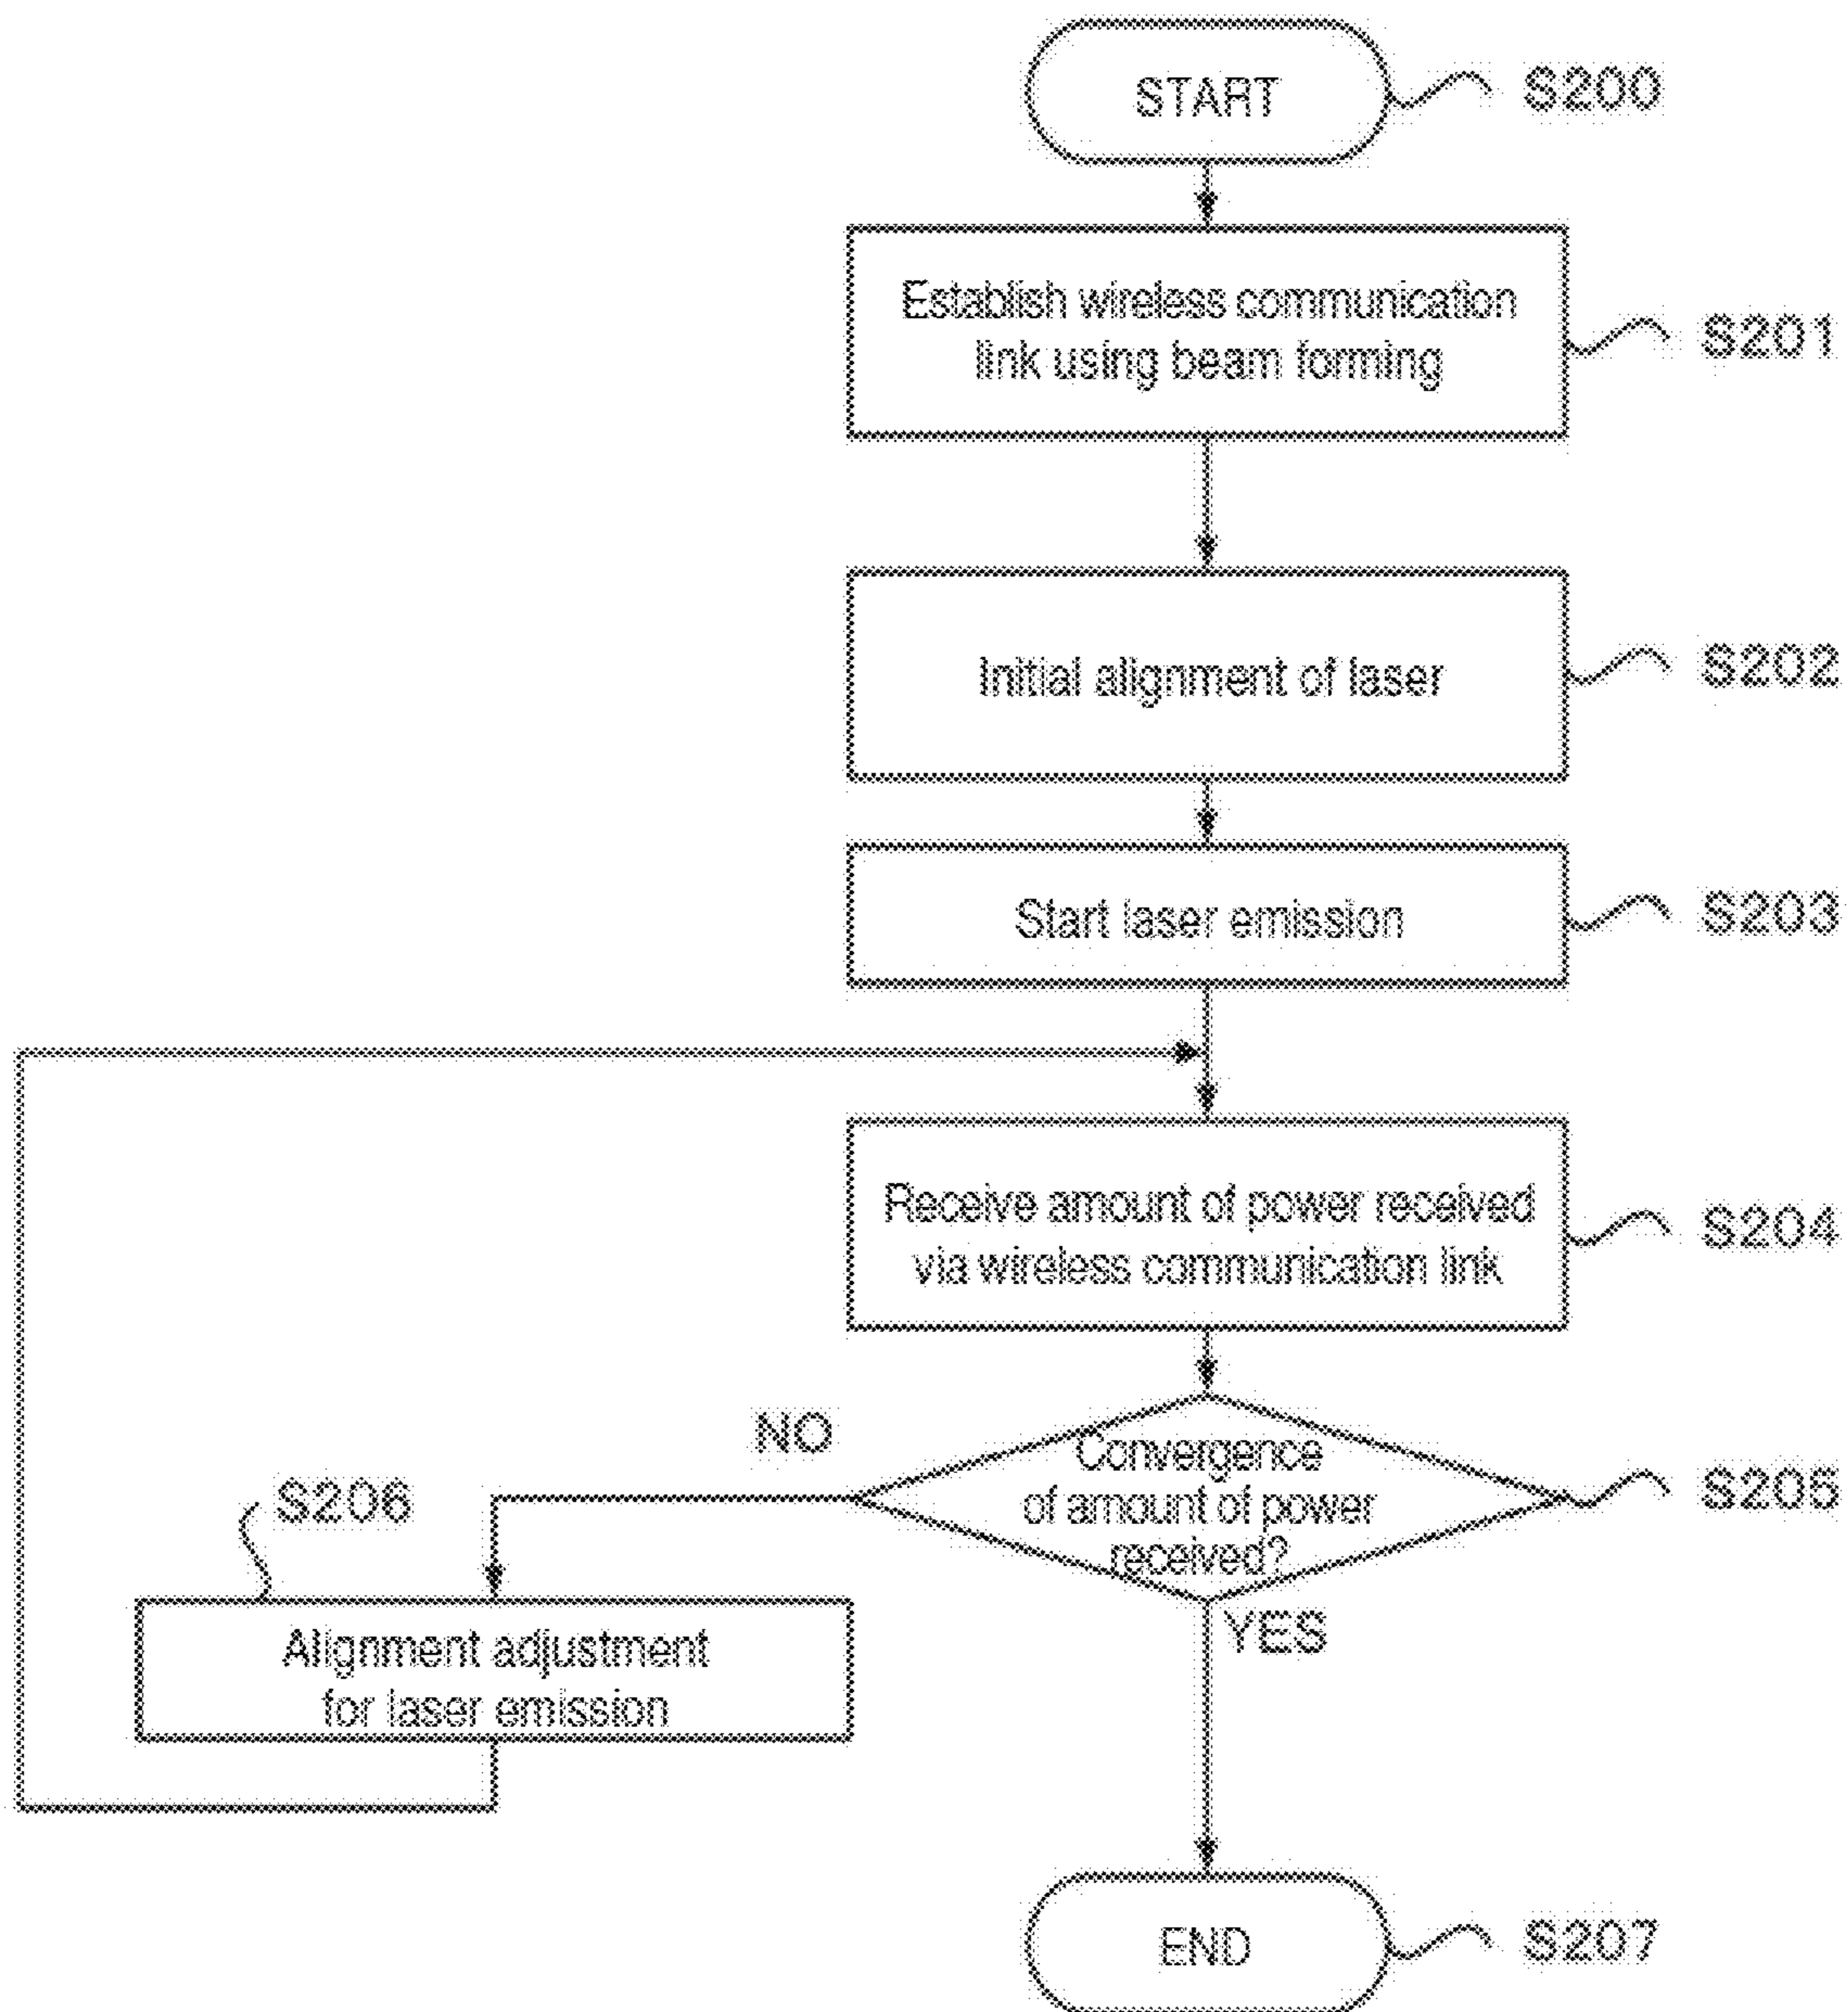 START
S200
Establish wireless communication
link using beam forming
S201
Initial alignment of laser
S202
Start laser emission
S203
Receive amount of power received
via wireless communication link
S204
NO
Convergence
of amount of power
received?
S205
S206
YES
Alignment adjustment
for laser emission
END
S207